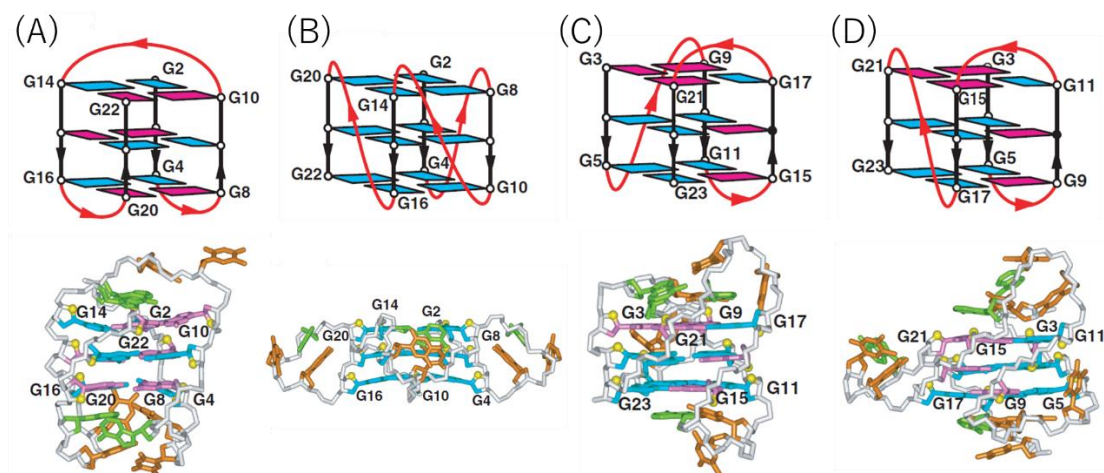 (A) (B) (C) (D)
G14 G2 G22 G10 G16 G4 G8 G20
G20 G2 G14 G8 G22 G4 G10 G16
G3 G9 G17 G21 G5 G11 G15 G23
G21 G3 G11 G15 G23 G5 G9 G17
G14 G2 G10 G22 G16 G20 G8 G4
G14 G2 G20 G8 G16 G10 G4
G3 G9 G17 G21 G23 G15 G11
G21 G15 G3 G11 G17 G9 G5